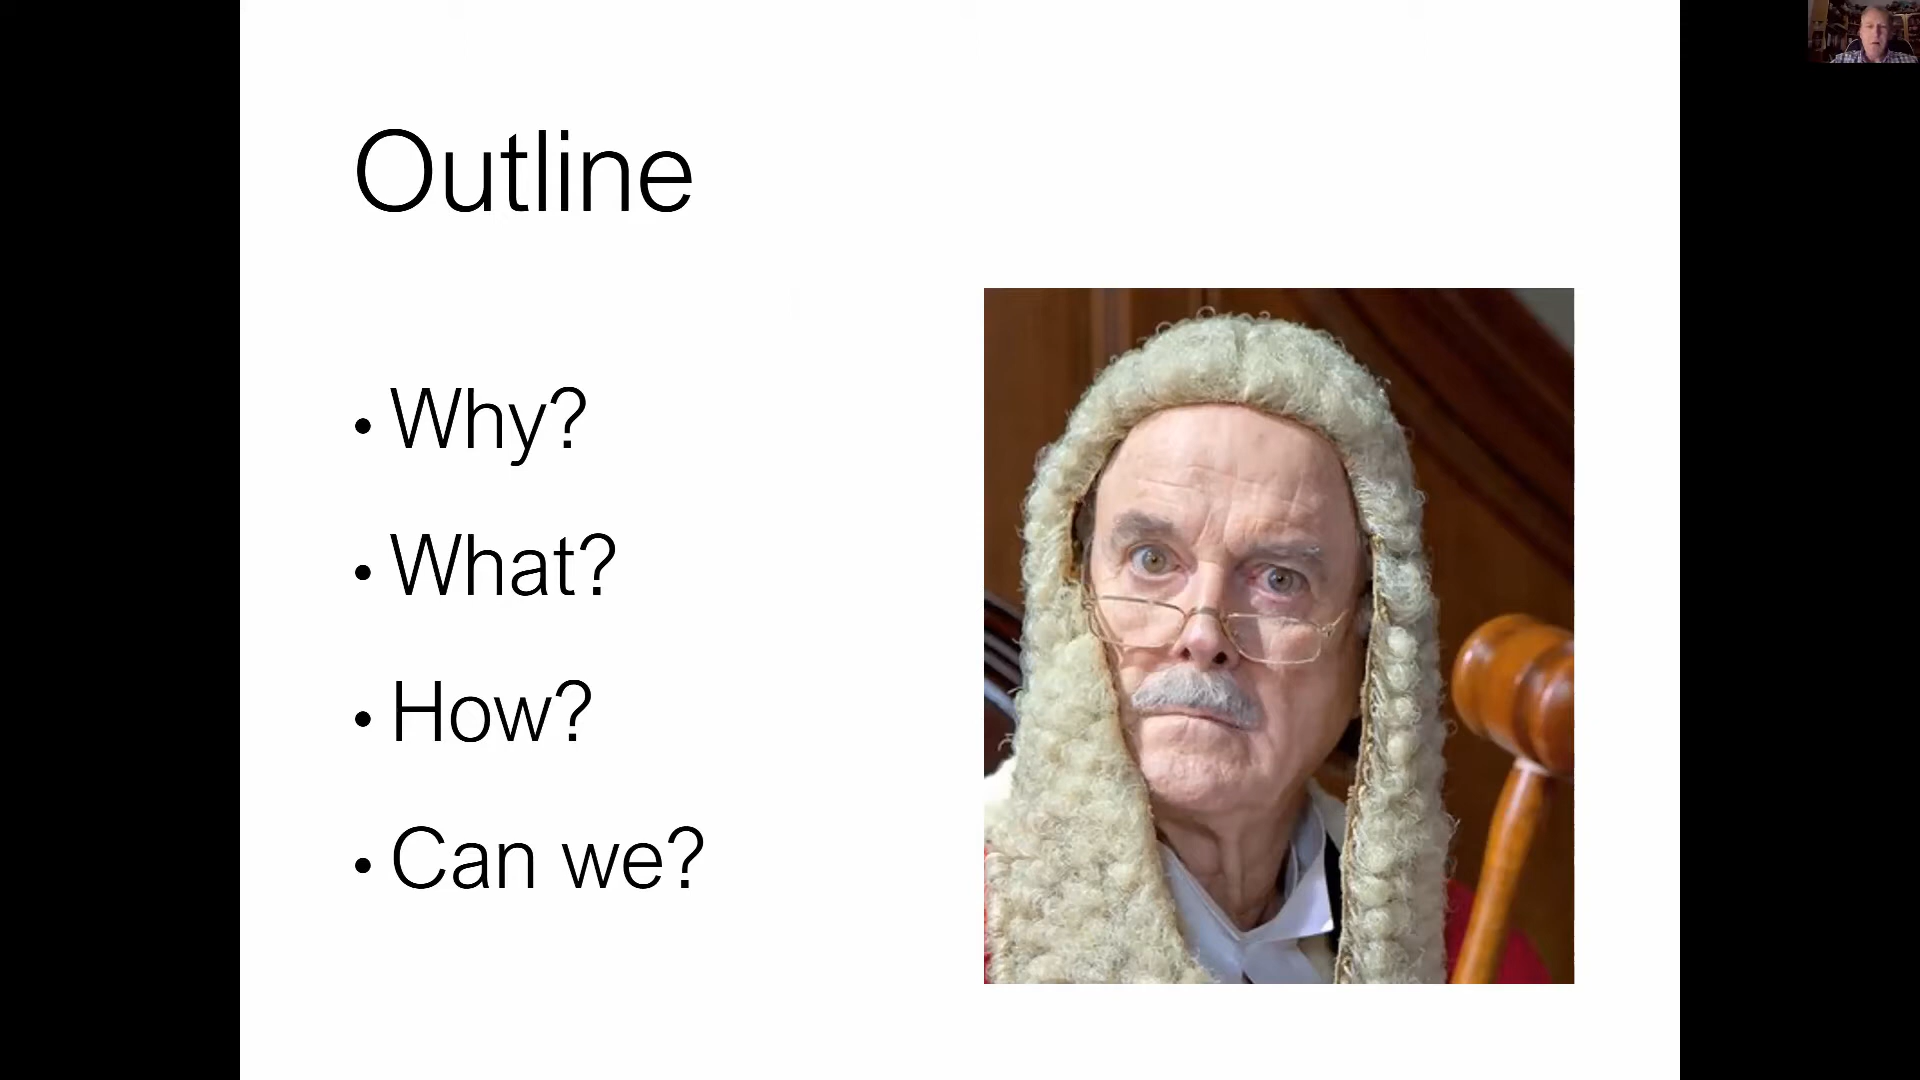 Outline
• Why?
• What?
• How?
• Can we?